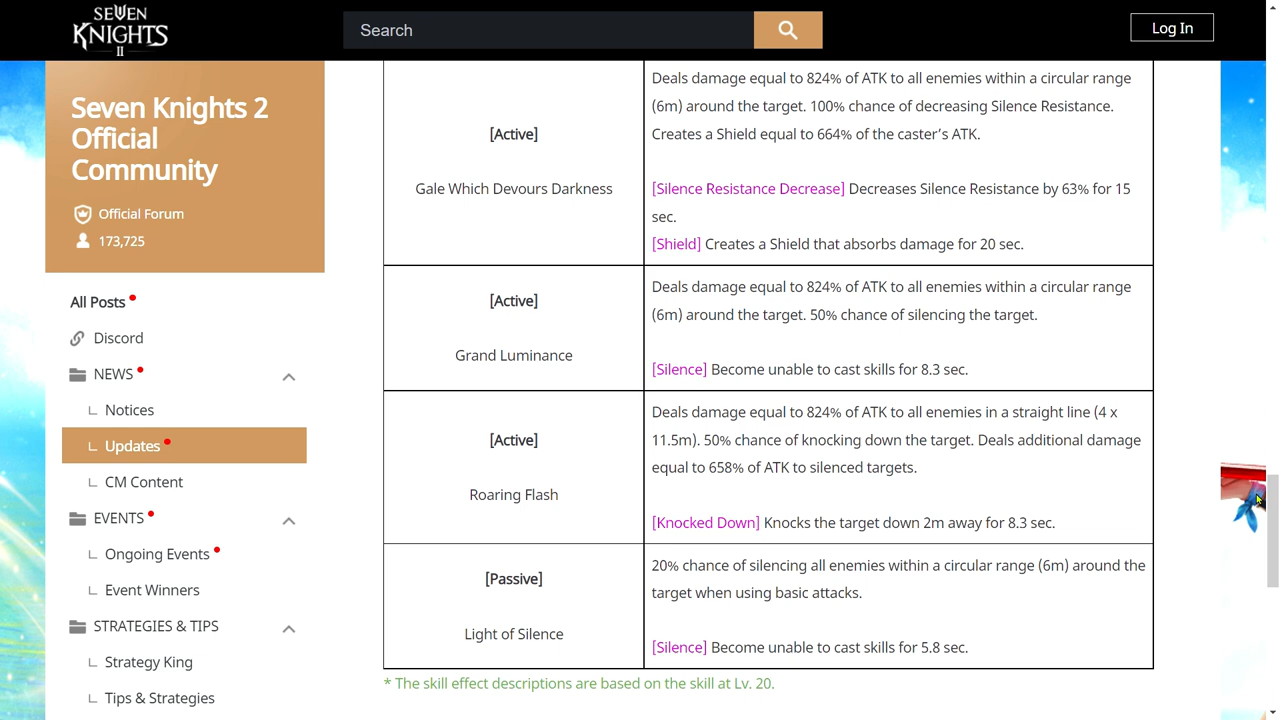 SEVEN
KNIGHTS
II
Search
Log In
Seven Knights 2
Official
Community
Official Forum
173,725
All Posts
Discord
NEWS
Notices
Updates
CM Content
EVENTS
Ongoing Events
Event Winners
STRATEGIES & TIPS
Strategy King
Tips & Strategies
[Active]
Gale Which Devours Darkness
Deals damage equal to 824% of ATK to all enemies within a circular range
(6m) around the target. 100% chance of decreasing Silence Resistance.
Creates a Shield equal to 664% of the caster’s ATK.
[Silence Resistance Decrease] Decreases Silence Resistance by 63% for 15
sec.
[Shield] Creates a Shield that absorbs damage for 20 sec.
[Active]
Grand Luminance
Deals damage equal to 824% of ATK to all enemies within a circular range
(6m) around the target. 50% chance of silencing the target.
[Silence] Become unable to cast skills for 8.3 sec.
[Active]
Roaring Flash
Deals damage equal to 824% of ATK to all enemies in a straight line (4 x
11.5m). 50% chance of knocking down the target. Deals additional damage
equal to 658% of ATK to silenced targets.
[Knocked Down] Knocks the target down 2m away for 8.3 sec.
[Passive]
Light of Silence
20% chance of silencing all enemies within a circular range (6m) around the
target when using basic attacks.
[Silence] Become unable to cast skills for 5.8 sec.
* The skill effect descriptions are based on the skill at Lv. 20.